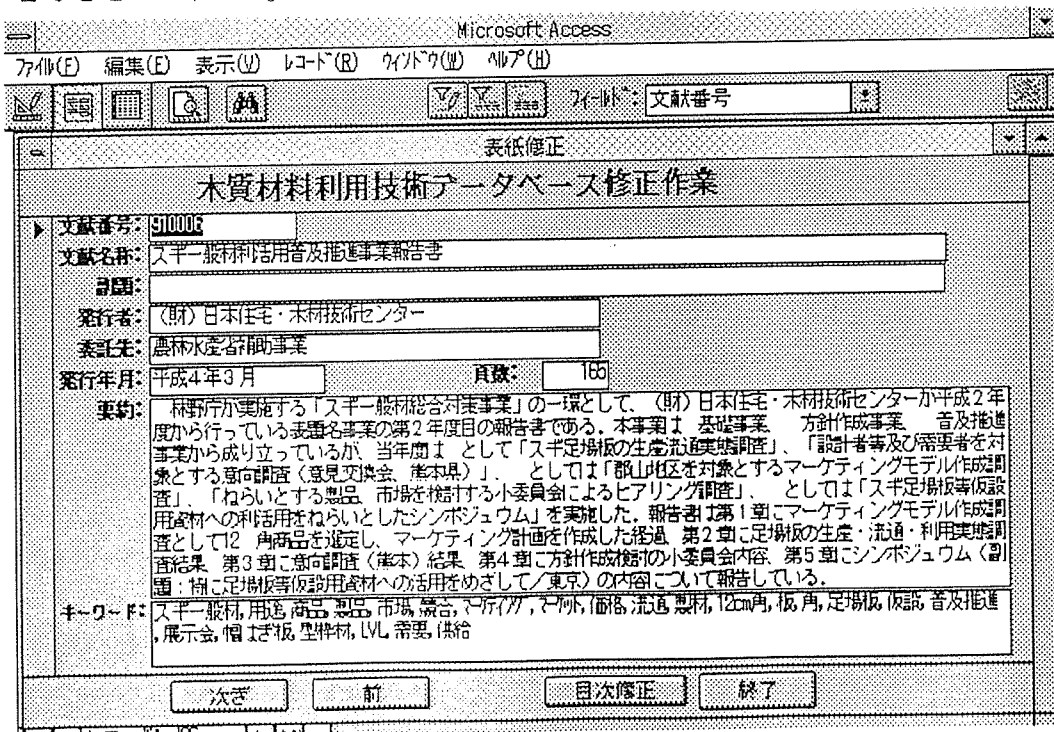 Microsoft Access
ファイル(F) 編集(E) 表示(V) レコード(R) ウィンドウ(W) ヘルプ(H)
フィールド: 文献番号
表紙修正
木質材料利用技術データベース修正作業
文献番号: 910006
文献名称: スギ一般材利活用普及推進事業報告書
副題:
発行者: (財)日本住宅・木材技術センター
委託先: 農林水産省補助事業
発行年月: 平成4年3月 頁数: 165
要約: 林野庁が実施する「スギ一般材総合対策事業」の一環として、(財)日本住宅・木材技術センターが平成2年
度から行っている表題名事業の第2年度目の報告書である。本事業は 基礎事業 方針作成事業 普及推進
事業から成り立っているが、当年度は として「スギ足場板の生産流通実態調査」、「設計者等及び需要者を対
象とする意向調査(意見交換会、熊本県)」、 としては「郡山地区を対象とするマーケティングモデル作成調
査」、「ねらいとする製品、市場を検討する小委員会によるヒアリング調査」、 としては「スギ足場板等仮設
用資材への利活用をねらいとしたシンポジュウム」を実施した。報告書は第1章にマーケティングモデル作成調
査として12 角商品を選定し、マーケティング計画を作成した経過、第2章に足場板の生産・流通・利用実態調
査結果、第3章に意向調査(熊本)結果、第4章に方針作成検討の小委員会内容、第5章にシンポジュウム(副
題:特に足場板等仮設用資材への活用をめざして/東京)の内容について報告している。
キーワード: スギ一般材,用途,商品,製品,市場,競合,マーケティング,マーケット,価格,流通,製材,12cm角,板,角,足場板,仮設,普及推進
,展示会,幅はぎ板,型枠材,LVL,需要,供給
次ぎ 前 目次修正 終了